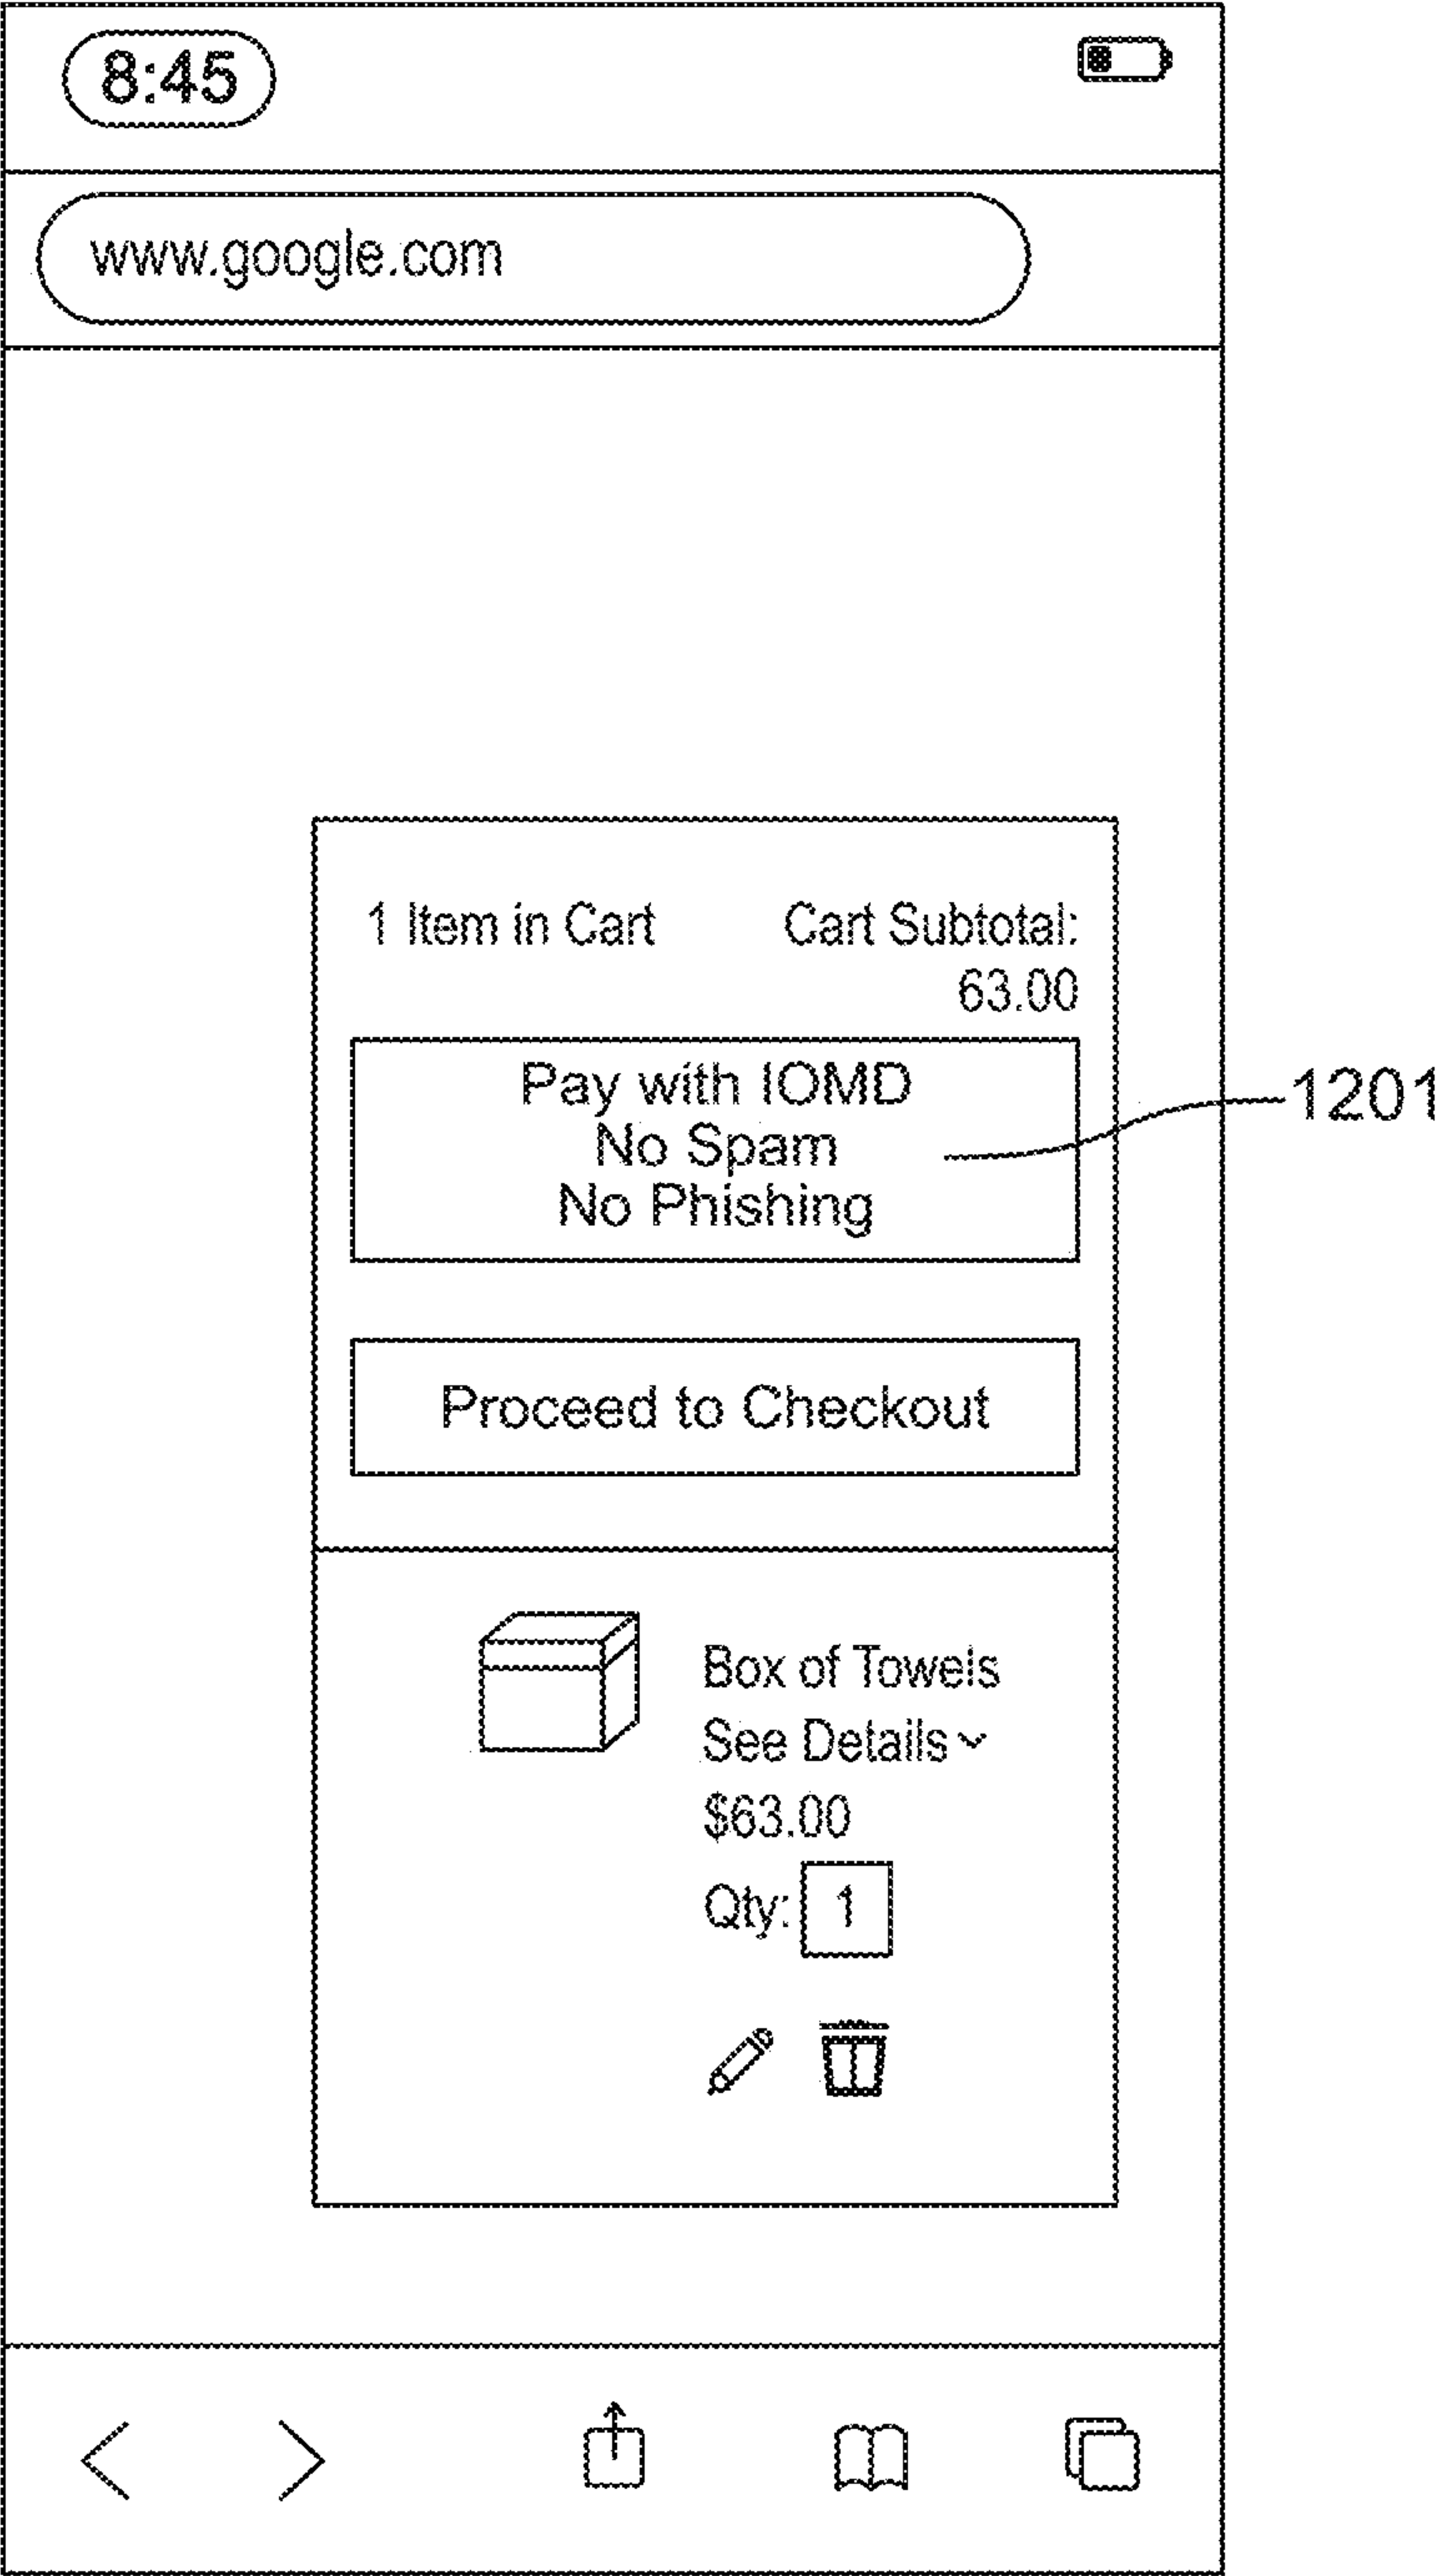 8:45
www.google.com
1 Item in Cart
Cart Subtotal:
63.00
Pay with IOMD
No Spam
No Phishing
1201
Proceed to Checkout
Box of Towels
See Details
$63.00
Qty: 1